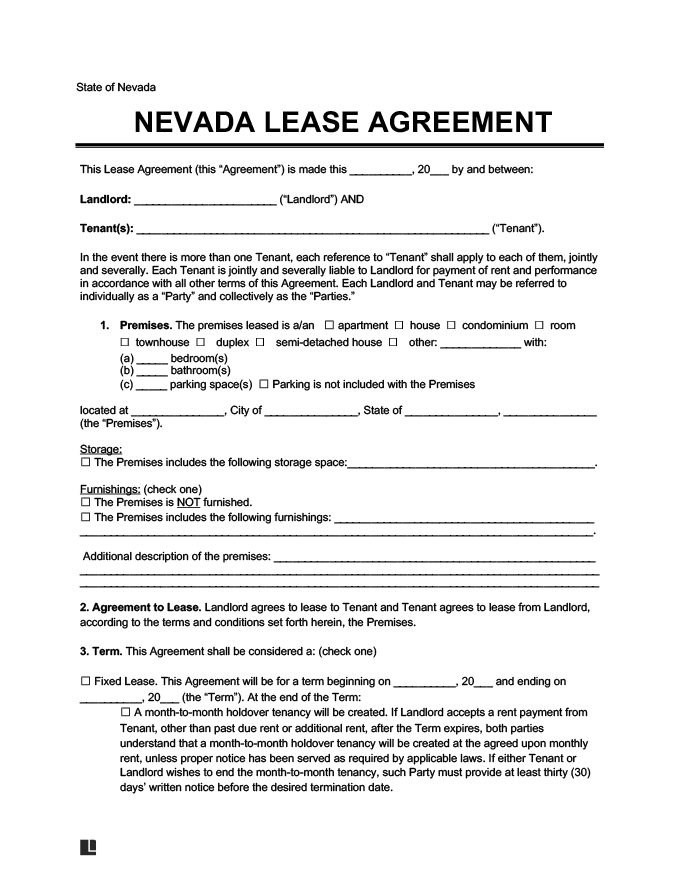 State of Nevada
NEVADA LEASE AGREEMENT
This Lease Agreement (this “Agreement”) is made this __________, 20___ by and between:
Landlord: _______________________ (“Landlord”) AND
Tenant(s): _________________________________________________________ (“Tenant”).
In the event there is more than one Tenant, each reference to “Tenant” shall apply to each of them, jointly
and severally. Each Tenant is jointly and severally liable to Landlord for payment of rent and performance
in accordance with all other terms of this Agreement. Each Landlord and Tenant may be referred to
individually as a “Party” and collectively as the “Parties.”
1. Premises. The premises leased is a/an ☐ apartment ☐ house ☐ condominium ☐ room
☐ townhouse ☐ duplex ☐ semi-detached house ☐ other: _____________ with:
(a) _____ bedroom(s)
(b) _____ bathroom(s)
(c) _____ parking space(s) ☐ Parking is not included with the Premises
located at _______________, City of _______________, State of _______________, _______________
(the “Premises”).
Storage:
☐ The Premises includes the following storage space:________________________________________.
Furnishings: (check one)
☐ The Premises is NOT furnished.
☐ The Premises includes the following furnishings: __________________________________________
___________________________________________________________________________________.
Additional description of the premises: ____________________________________________________
____________________________________________________________________________________
____________________________________________________________________________________
2. Agreement to Lease. Landlord agrees to lease to Tenant and Tenant agrees to lease from Landlord,
according to the terms and conditions set forth herein, the Premises.
3. Term. This Agreement shall be considered a: (check one)
☐ Fixed Lease. This Agreement will be for a term beginning on __________, 20___ and ending on
__________, 20___ (the “Term”). At the end of the Term:
☐ A month-to-month holdover tenancy will be created. If Landlord accepts a rent payment from
Tenant, other than past due rent or additional rent, after the Term expires, both parties
understand that a month-to-month holdover tenancy will be created at the agreed upon monthly
rent, unless proper notice has been served as required by applicable laws. If either Tenant or
Landlord wishes to end the month-to-month tenancy, such Party must provide at least thirty (30)
days’ written notice before the desired termination date.